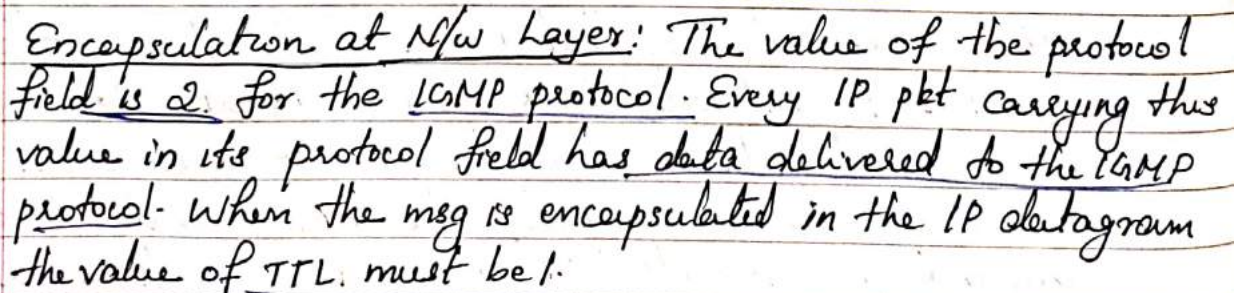 Encapsulation at N/w Layer: The value of the protocol
field is 2. for the IGMP protocol. Every IP pkt carrying this
value in its protocol field has data delivered to the IGMP
protocol. When the msg is encapsulated in the IP datagram
the value of TTL. must be 1.